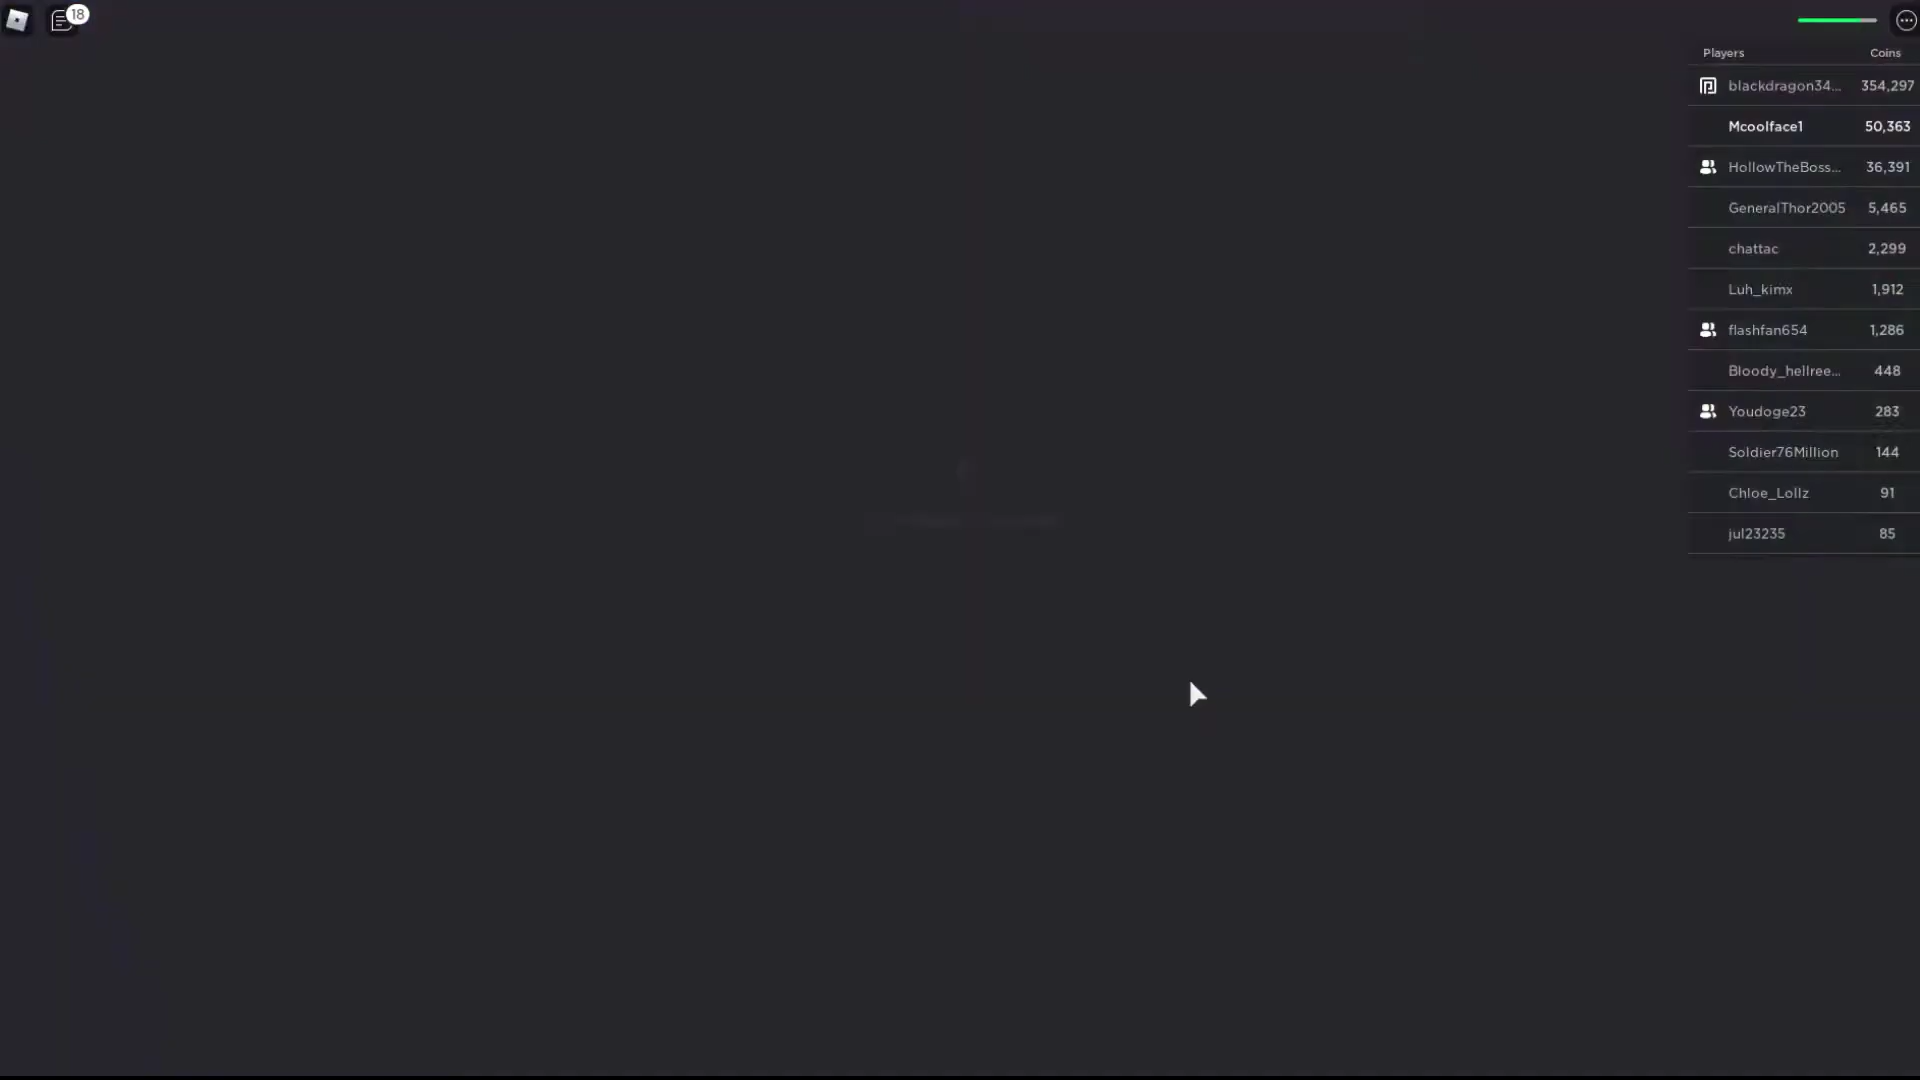 18
Players Coins
blackdragon34... 354,297
Mcoolface1 50,363
HollowTheBoss... 36,391
GeneralThor2005 5,465
chattac 2,299
Luh_kimx 1,912
flashfan654 1,286
Bloody_hellree... 448
Youdoge23 283
Soldier76Million 144
Chloe_Lollz 91
jul23235 85